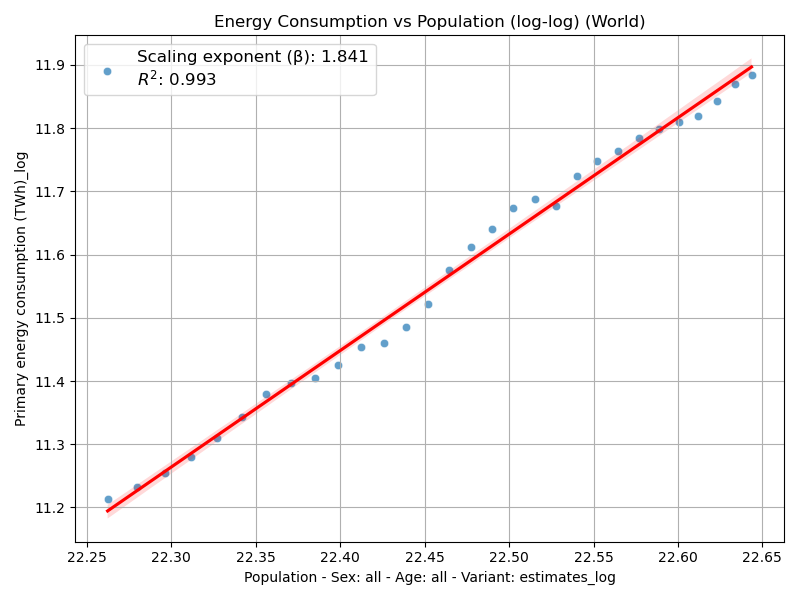 Energy Consumption vs Population (log-log) (World)
Scaling exponent (β): 1.841
R²: 0.993
11.9
11.8
11.7
11.6
11.5
11.4
11.3
11.2
Primary energy consumption (TWh)_log
22.25 22.30 22.35 22.40 22.45 22.50 22.55 22.60 22.65
Population - Sex: all - Age: all - Variant: estimates_log